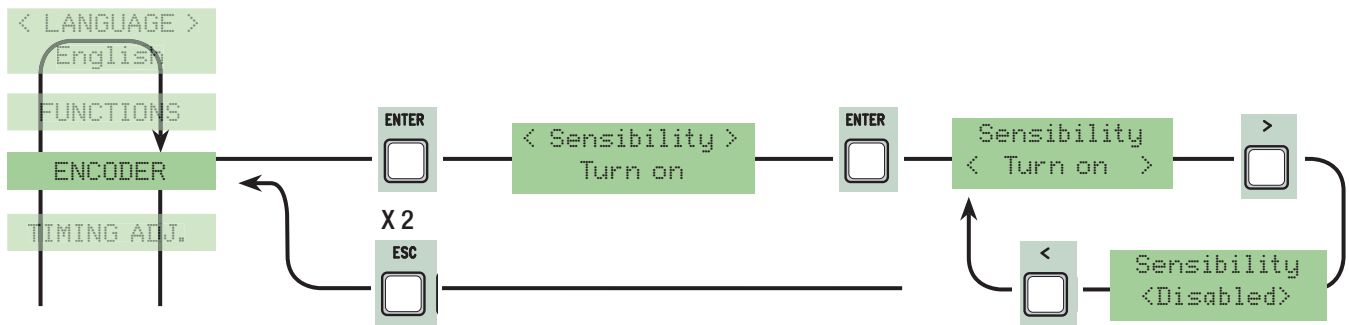 < LANGUAGE >
English
FUNCTIONS
ENCODER
TIMING ADJ.
ENTER
X 2
ESC
< Sensibility >
Turn on
ENTER
Sensibility
< Turn on >
>
<
Sensibility
<Disabled>